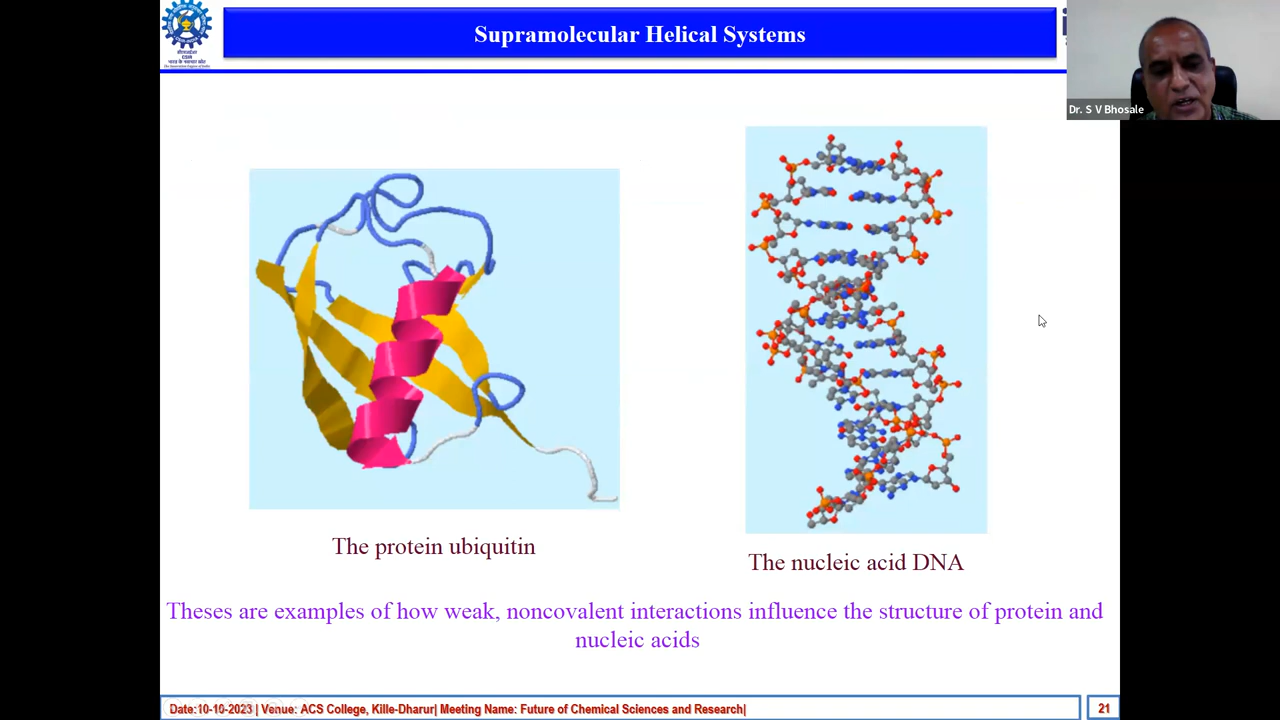 Supramolecular Helical Systems
CSIR
Dr. S V Bhosale
The protein ubiquitin
The nucleic acid DNA
Theses are examples of how weak, noncovalent interactions influence the structure of protein and
nucleic acids
Date:10-10-2023| Venue: ACS College, Kille-Dharur| Meeting Name: Future of Chemical Sciences and Research|
21